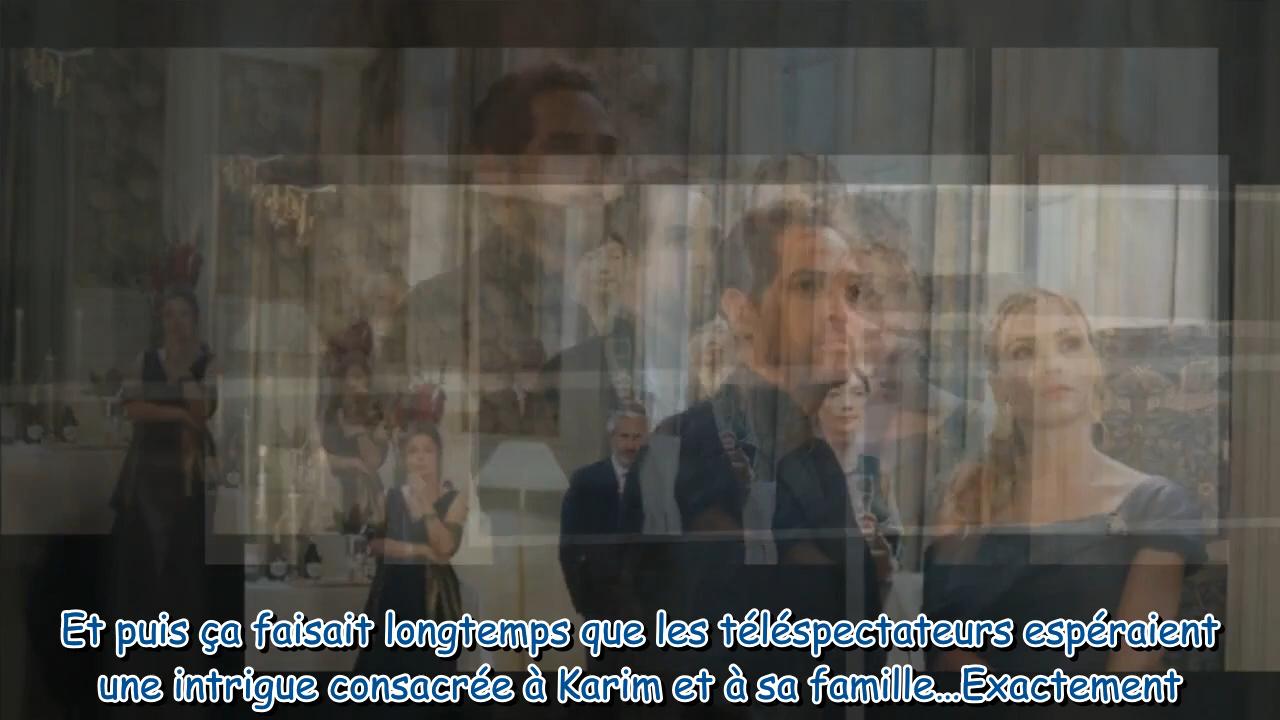 Et puis ça faisait longtemps que les téléspectateurs espéraient
une intrigue consacrée à Karim et à sa famille...Exactement